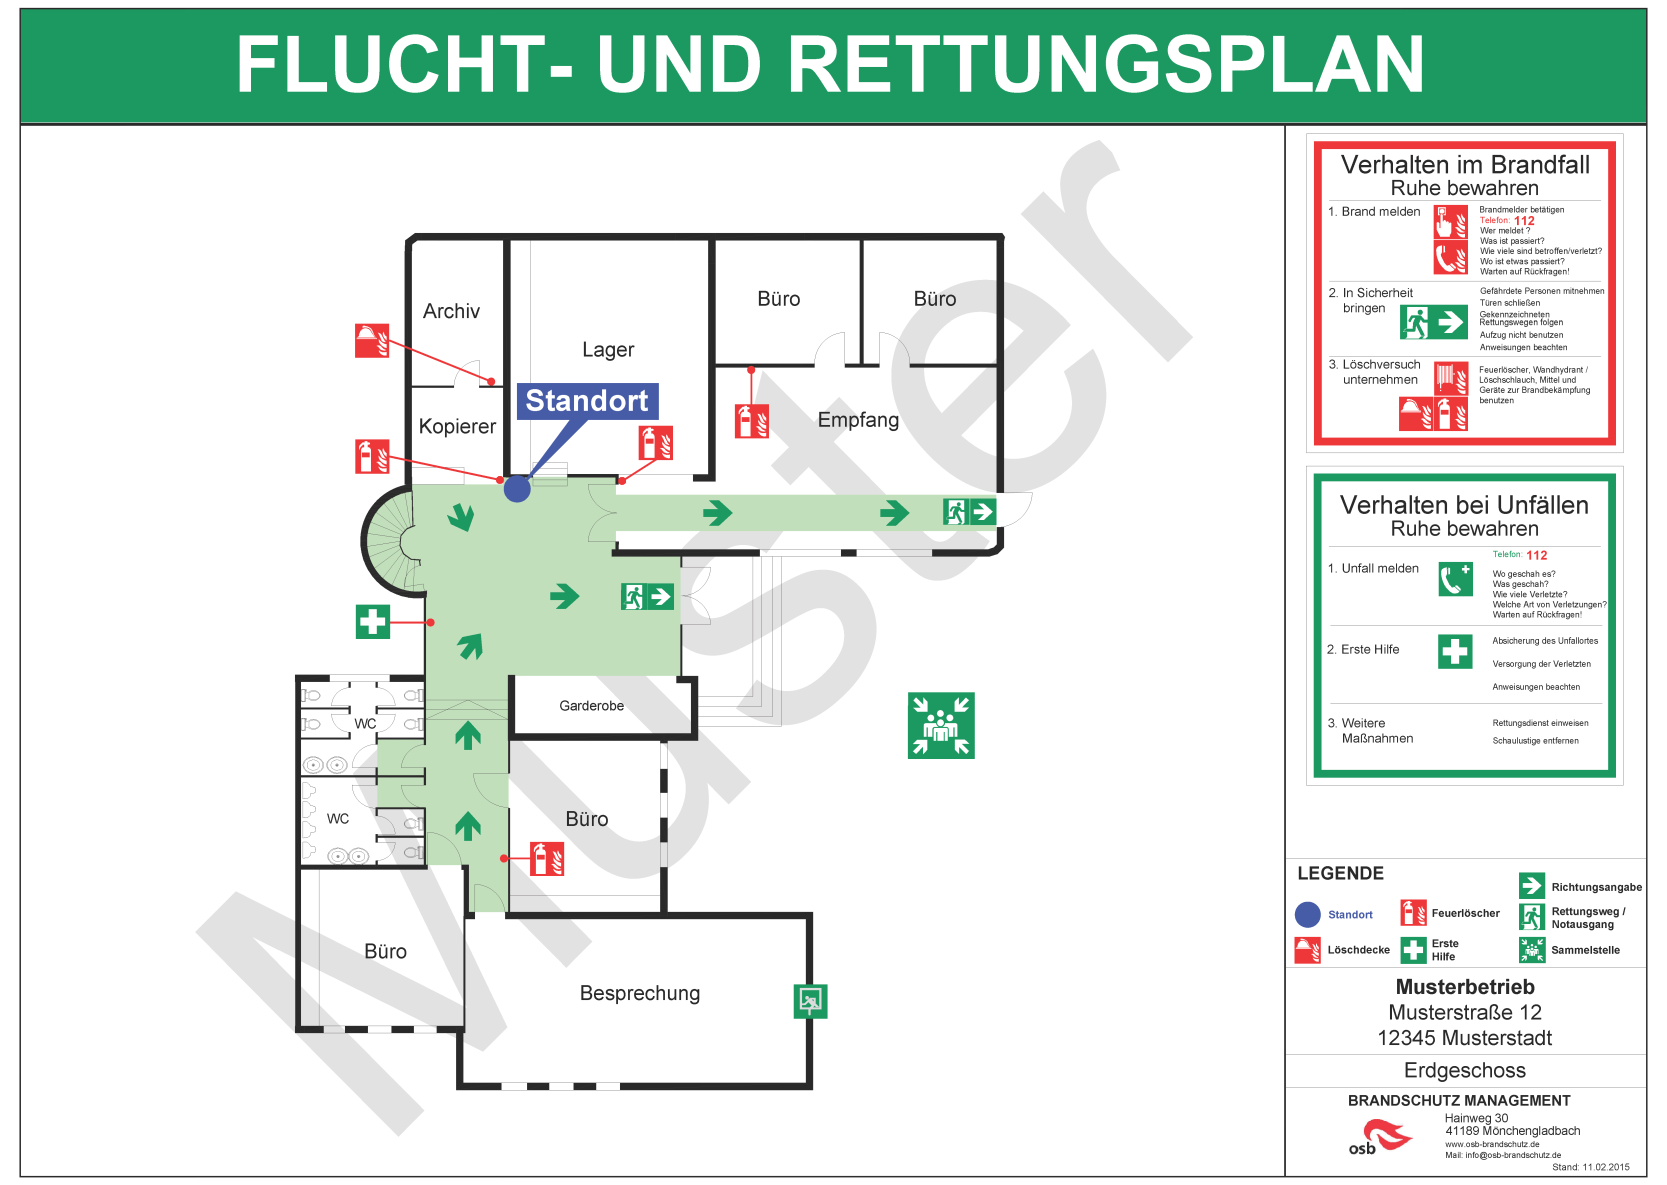 FLUCHT- UND RETTUNGSPLAN
Archiv
Lager
Büro
Büro
Standort
Kopierer
Empfang
Garderobe
WC
WC
Büro
Büro
Besprechung
Muster
Verhalten im Brandfall
Ruhe bewahren
1. Brand melden
Brandmelder betätigen
Telefon: 112
Wer meldet ?
Was ist passiert?
Wie viele sind betroffen/verletzt?
Wo ist etwas passiert?
Warten auf Rückfragen!
2. In Sicherheit
bringen
Gefährdete Personen mitnehmen
Türen schließen
Gekennzeichneten
Rettungswegen folgen
Aufzug nicht benutzen
Anweisungen beachten
3. Löschversuch
unternehmen
Feuerlöscher, Wandhydrant /
Löschschlauch, Mittel und
Geräte zur Brandbekämpfung
benutzen
Verhalten bei Unfällen
Ruhe bewahren
Telefon: 112
1. Unfall melden
Wo geschah es?
Was geschah?
Wie viele Verletzte?
Welche Art von Verletzungen?
Warten auf Rückfragen!
2. Erste Hilfe
Absicherung des Unfallortes
Versorgung der Verletzten
Anweisungen beachten
3. Weitere
Maßnahmen
Rettungsdienst einweisen
Schaulustige entfernen
LEGENDE
Standort
Löschdecke
Feuerlöscher
Erste
Hilfe
Richtungsangabe
Rettungsweg /
Notausgang
Sammelstelle
Musterbetrieb
Musterstraße 12
12345 Musterstadt
Erdgeschoss
BRANDSCHUTZ MANAGEMENT
osb
Hainweg 30
41189 Mönchengladbach
www.osb-brandschutz.de
Mail: info@osb-brandschutz.de
Stand: 11.02.2015